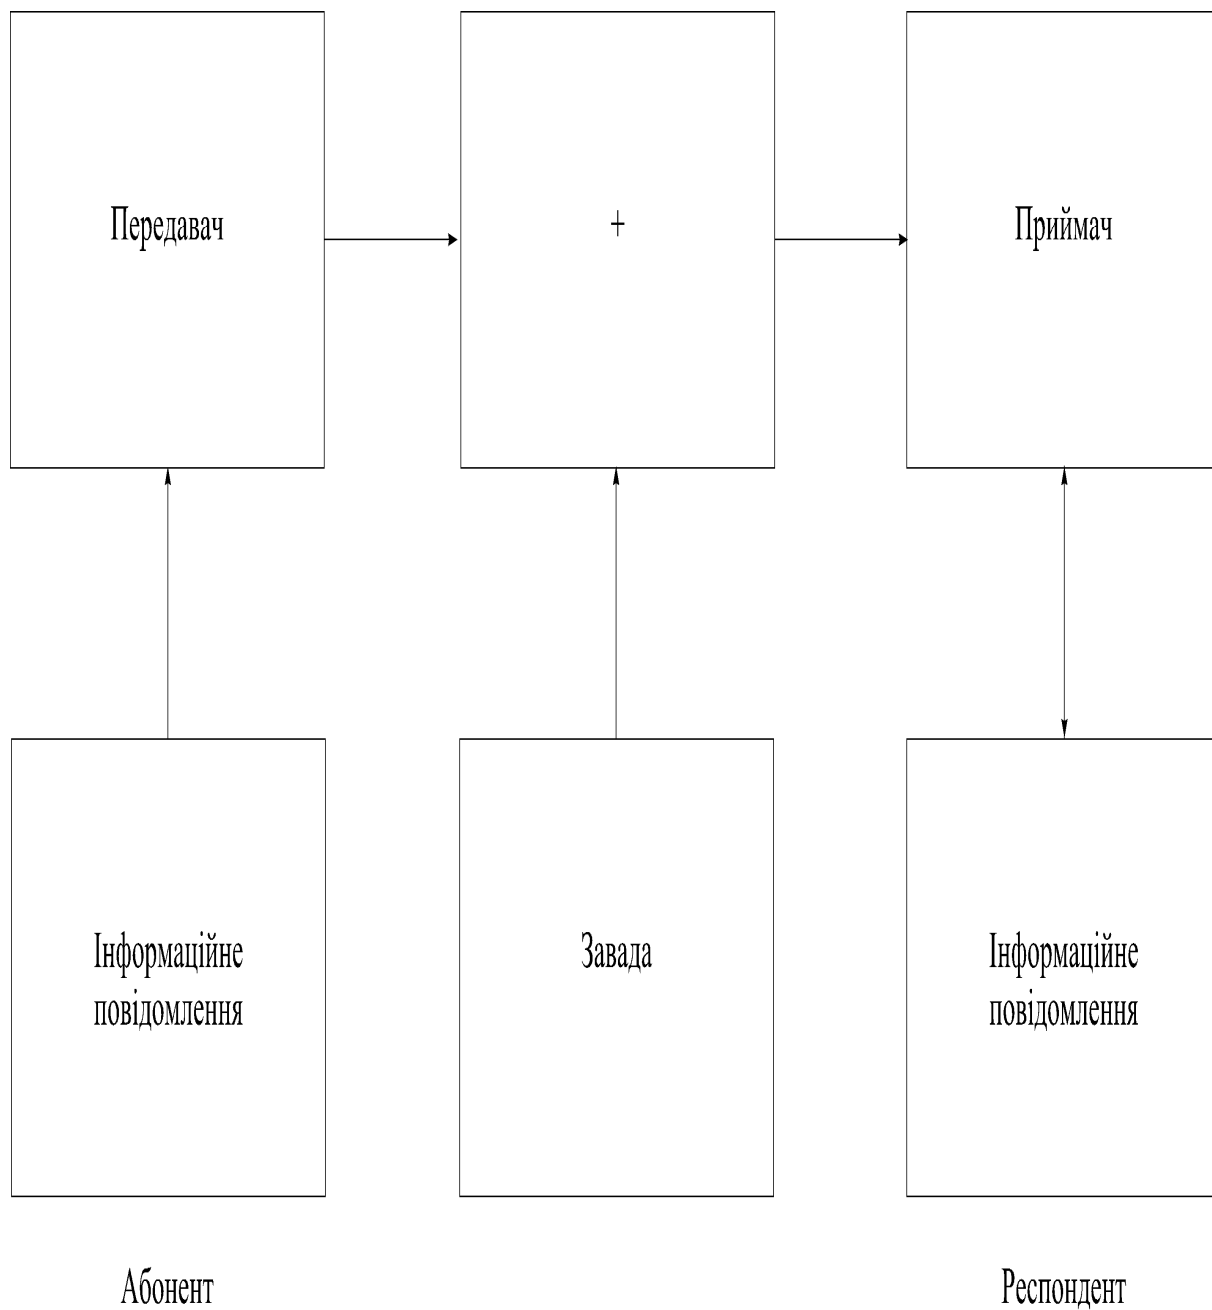 Передавач
+
Приймач
Інформаційне
повідомлення
Завада
Інформаційне
повідомлення
Абонент
Респондент